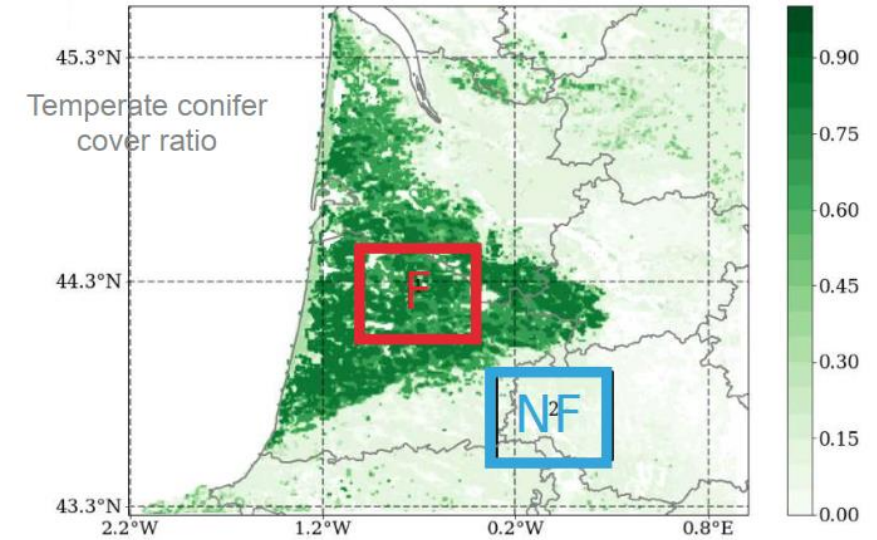 Temperate conifer
cover ratio
45.3°N
44.3°N
43.3°N
2.2°W
1.2°W
0.2°W
0.8°E
F
NF
2
0.90
0.75
0.60
0.45
0.30
0.15
0.00